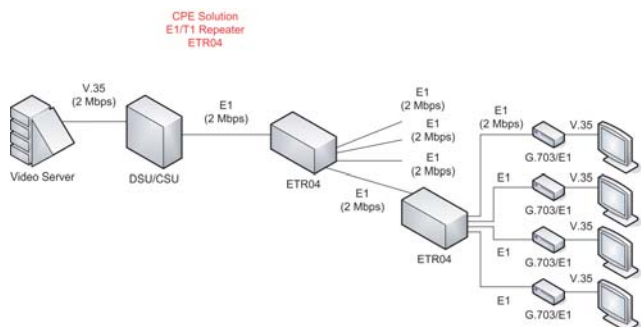 CPE Solution
E1/T1 Repeater
ETR04
V.35
(2 Mbps)
Video Server
DSU/CSU
E1
(2 Mbps)
ETR04
E1
(2 Mbps)
E1
(2 Mbps)
E1
(2 Mbps)
E1
(2 Mbps)
ETR04
E1
(2 Mbps)
V.35
G.703/E1
E1
V.35
G.703/E1
E1
V.35
G.703/E1
E1
V.35
G.703/E1